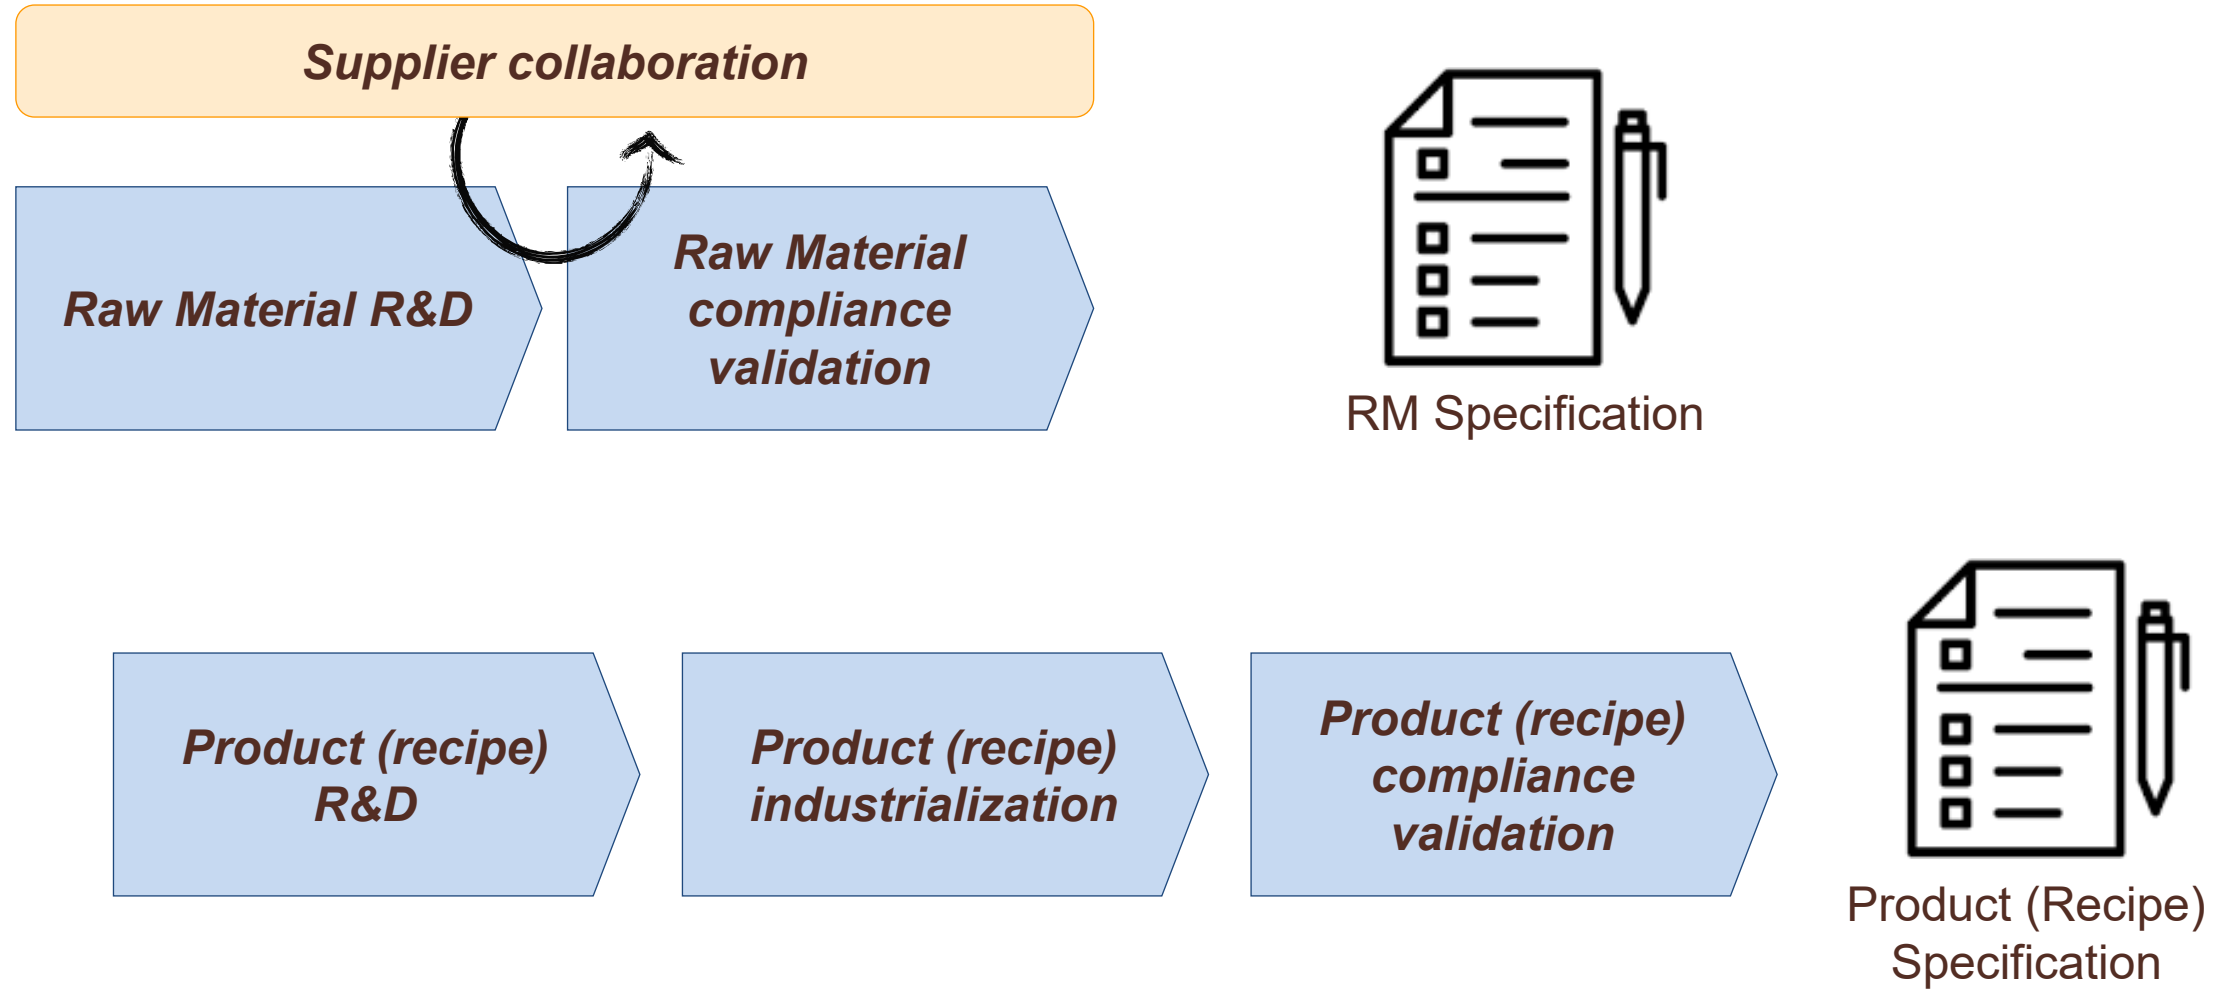 Supplier collaboration
Raw Material R&D
Raw Material
compliance
validation
RM Specification
Product (recipe)
R&D
Product (recipe)
industrialization
Product (recipe)
compliance
validation
Product (Recipe)
Specification